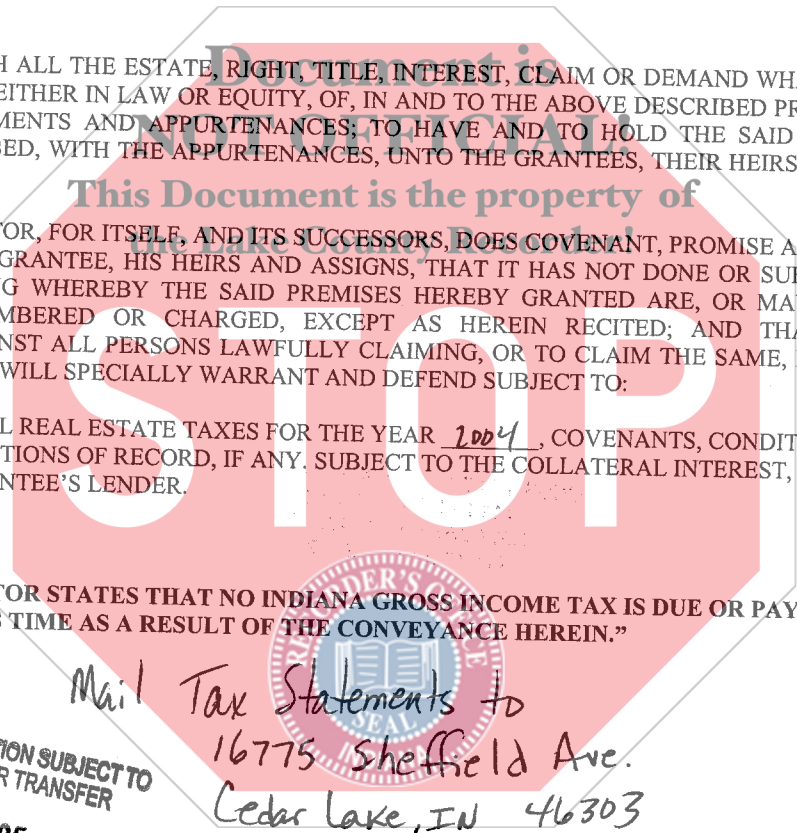 Document is
NOT OFFICIAL!
This Document is the property of
the Lake County Recorder!
STOP
H ALL THE ESTATE, RIGHT, TITLE, INTEREST, CLAIM OR DEMAND WHA
EITHER IN LAW OR EQUITY, OF, IN AND TO THE ABOVE DESCRIBED PR
MENTS AND APPURTENANCES; TO HAVE AND TO HOLD THE SAID
BED, WITH THE APPURTENANCES, UNTO THE GRANTEES, THEIR HEIRS
TOR, FOR ITSELF, AND ITS SUCCESSORS, DOES COVENANT, PROMISE A
GRANTEE, HIS HEIRS AND ASSIGNS, THAT IT HAS NOT DONE OR SUF
NG WHEREBY THE SAID PREMISES HEREBY GRANTED ARE, OR MA
MBERED OR CHARGED, EXCEPT AS HEREIN RECITED; AND THA
NST ALL PERSONS LAWFULLY CLAIMING, OR TO CLAIM THE SAME,
WILL SPECIALLY WARRANT AND DEFEND SUBJECT TO:
L REAL ESTATE TAXES FOR THE YEAR 2004, COVENANTS, CONDIT
TIONS OF RECORD, IF ANY. SUBJECT TO THE COLLATERAL INTEREST,
NTEE'S LENDER.
TOR STATES THAT NO INDIANA GROSS INCOME TAX IS DUE OR PAY
S TIME AS A RESULT OF THE CONVEYANCE HEREIN.”
RECORDER'S OFFICE
SEAL
Mail Tax Statements to
16775 Sheffield Ave.
Cedar Lake, IN 46303
TION SUBJECT TO
R TRANSFER